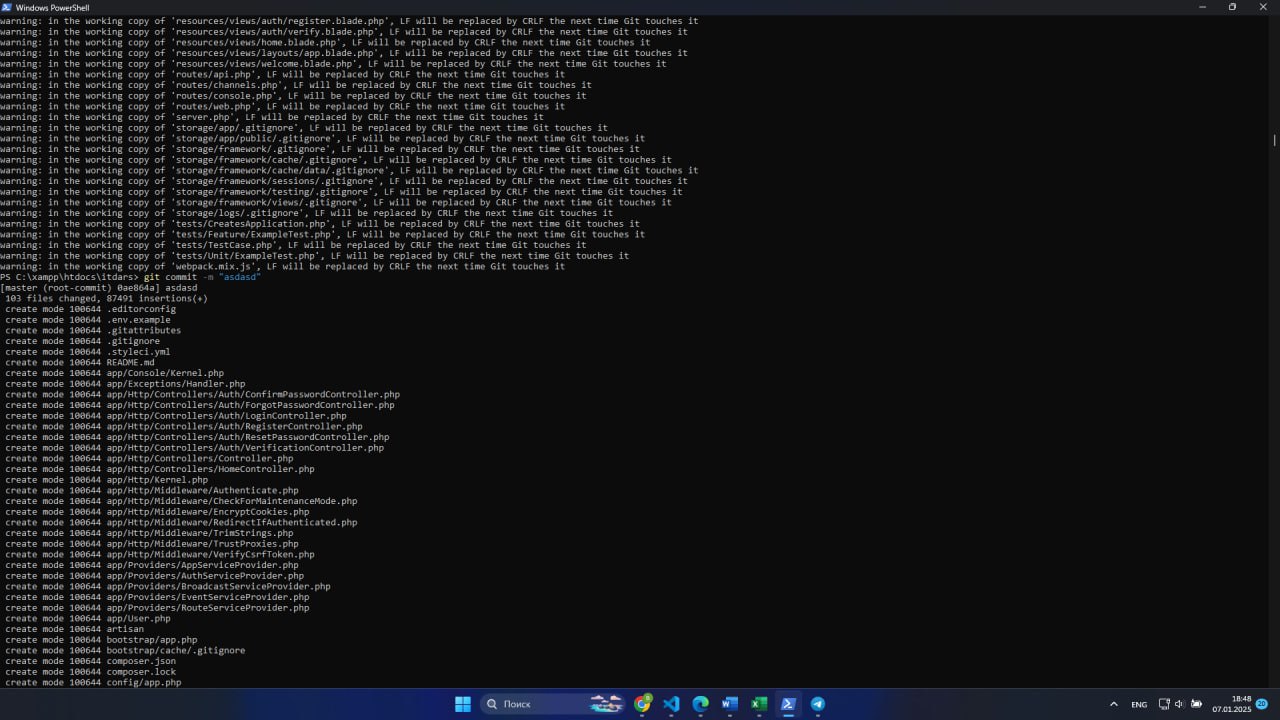 Windows PowerShell
warning: in the working copy of 'resources/views/auth/register.blade.php', LF will be replaced by CRLF the next time Git touches it
warning: in the working copy of 'resources/views/auth/verify.blade.php', LF will be replaced by CRLF the next time Git touches it
warning: in the working copy of 'resources/views/home.blade.php', LF will be replaced by CRLF the next time Git touches it
warning: in the working copy of 'resources/views/layouts/app.blade.php', LF will be replaced by CRLF the next time Git touches it
warning: in the working copy of 'resources/views/welcome.blade.php', LF will be replaced by CRLF the next time Git touches it
warning: in the working copy of 'routes/api.php', LF will be replaced by CRLF the next time Git touches it
warning: in the working copy of 'routes/channels.php', LF will be replaced by CRLF the next time Git touches it
warning: in the working copy of 'routes/console.php', LF will be replaced by CRLF the next time Git touches it
warning: in the working copy of 'routes/web.php', LF will be replaced by CRLF the next time Git touches it
warning: in the working copy of 'server.php', LF will be replaced by CRLF the next time Git touches it
warning: in the working copy of 'storage/app/.gitignore', LF will be replaced by CRLF the next time Git touches it
warning: in the working copy of 'storage/app/public/.gitignore', LF will be replaced by CRLF the next time Git touches it
warning: in the working copy of 'storage/framework/.gitignore', LF will be replaced by CRLF the next time Git touches it
warning: in the working copy of 'storage/framework/cache/.gitignore', LF will be replaced by CRLF the next time Git touches it
warning: in the working copy of 'storage/framework/cache/data/.gitignore', LF will be replaced by CRLF the next time Git touches it
warning: in the working copy of 'storage/framework/sessions/.gitignore', LF will be replaced by CRLF the next time Git touches it
warning: in the working copy of 'storage/framework/testing/.gitignore', LF will be replaced by CRLF the next time Git touches it
warning: in the working copy of 'storage/framework/views/.gitignore', LF will be replaced by CRLF the next time Git touches it
warning: in the working copy of 'storage/logs/.gitignore', LF will be replaced by CRLF the next time Git touches it
warning: in the working copy of 'tests/CreatesApplication.php', LF will be replaced by CRLF the next time Git touches it
warning: in the working copy of 'tests/Feature/ExampleTest.php', LF will be replaced by CRLF the next time Git touches it
warning: in the working copy of 'tests/TestCase.php', LF will be replaced by CRLF the next time Git touches it
warning: in the working copy of 'tests/Unit/ExampleTest.php', LF will be replaced by CRLF the next time Git touches it
warning: in the working copy of 'webpack.mix.js', LF will be replaced by CRLF the next time Git touches it
PS C:\xampp\htdocs\itdars> git commit -m "asdasd"
[master (root-commit) 0ae864a] asdasd
103 files changed, 87491 insertions(+)
create mode 100644 .editorconfig
create mode 100644 .env.example
create mode 100644 .gitattributes
create mode 100644 .gitignore
create mode 100644 .styleci.yml
create mode 100644 README.md
create mode 100644 app/Console/Kernel.php
create mode 100644 app/Exceptions/Handler.php
create mode 100644 app/Http/Controllers/Auth/ConfirmPasswordController.php
create mode 100644 app/Http/Controllers/Auth/ForgotPasswordController.php
create mode 100644 app/Http/Controllers/Auth/LoginController.php
create mode 100644 app/Http/Controllers/Auth/RegisterController.php
create mode 100644 app/Http/Controllers/Auth/ResetPasswordController.php
create mode 100644 app/Http/Controllers/Auth/VerificationController.php
create mode 100644 app/Http/Controllers/Controller.php
create mode 100644 app/Http/Controllers/HomeController.php
create mode 100644 app/Http/Kernel.php
create mode 100644 app/Http/Middleware/Authenticate.php
create mode 100644 app/Http/Middleware/CheckForMaintenanceMode.php
create mode 100644 app/Http/Middleware/EncryptCookies.php
create mode 100644 app/Http/Middleware/RedirectIfAuthenticated.php
create mode 100644 app/Http/Middleware/TrimStrings.php
create mode 100644 app/Http/Middleware/TrustProxies.php
create mode 100644 app/Http/Middleware/VerifyCsrfToken.php
create mode 100644 app/Providers/AppServiceProvider.php
create mode 100644 app/Providers/AuthServiceProvider.php
create mode 100644 app/Providers/BroadcastServiceProvider.php
create mode 100644 app/Providers/EventServiceProvider.php
create mode 100644 app/Providers/RouteServiceProvider.php
create mode 100644 app/User.php
create mode 100644 artisan
create mode 100644 bootstrap/app.php
create mode 100644 bootstrap/cache/.gitignore
create mode 100644 composer.json
create mode 100644 composer.lock
create mode 100644 config/app.php
Поиск
ENG
18:48
07.01.2025
20